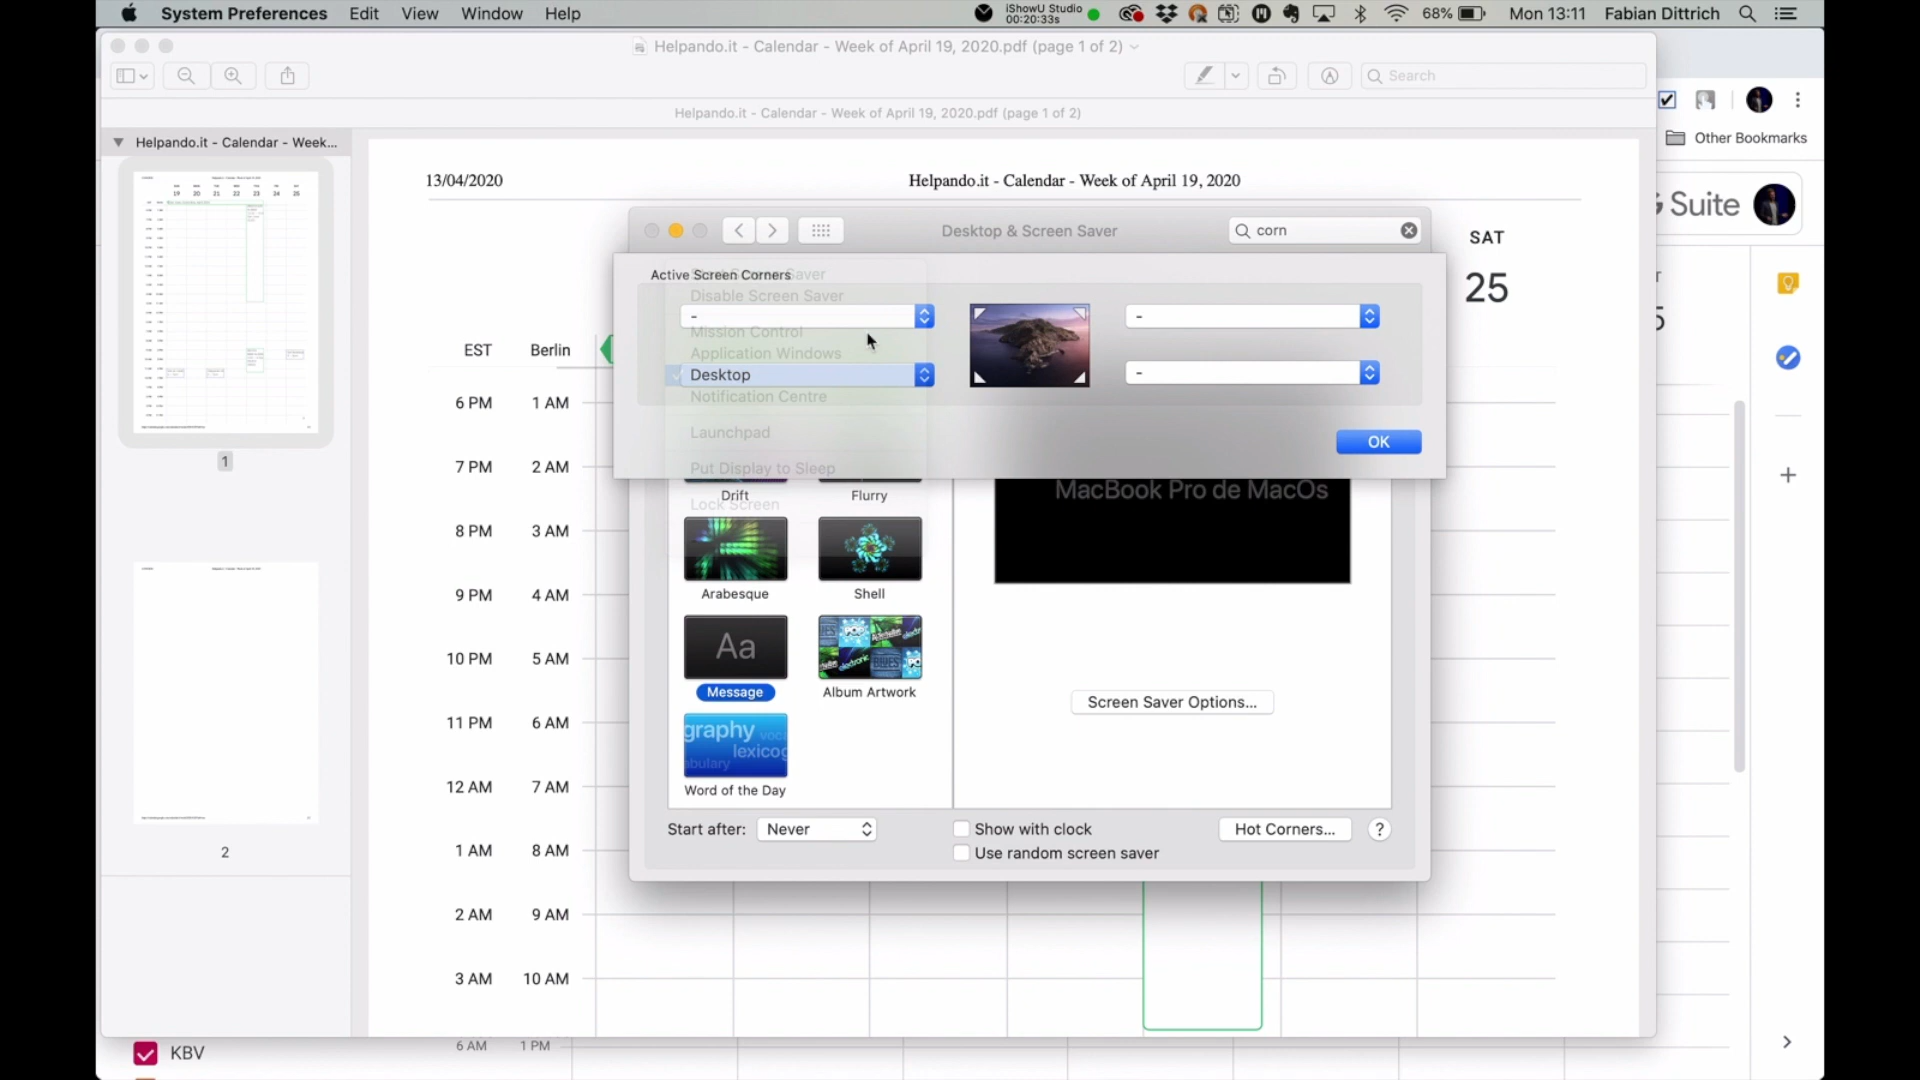 System Preferences Edit View Window Help
iShowU Studio
00:20:33s
68% Mon 13:11 Fabian Dittrich
Helpando.it - Calendar - Week of April 19, 2020.pdf (page 1 of 2)
Search
Helpando.it - Calendar - Week of April 19, 2020.pdf (page 1 of 2)
Other Bookmarks
Helpando.it - Calendar - Week...
13/04/2020
Helpando.it - Calendar - Week of April 19, 2020
Suite
Desktop & Screen Saver
corn
SAT
25
Active Screen Corners
Disable Screen Saver
-
-
Mission Control
Application Windows
Desktop
-
Notification Centre
Launchpad
OK
Put Display to Sleep
Lock Screen
MacBook Pro de MacOs
Drift
Flurry
Arabesque
Shell
Aa
Message
Album Artwork
Screen Saver Options...
graphy
lexicog
Word of the Day
Start after: Never
Show with clock
Use random screen saver
Hot Corners...
?
EST Berlin
6 PM 1 AM
7 PM 2 AM
8 PM 3 AM
9 PM 4 AM
10 PM 5 AM
11 PM 6 AM
12 AM 7 AM
1 AM 8 AM
2 AM 9 AM
3 AM 10 AM
1
2
KBV
6 AM 1 PM